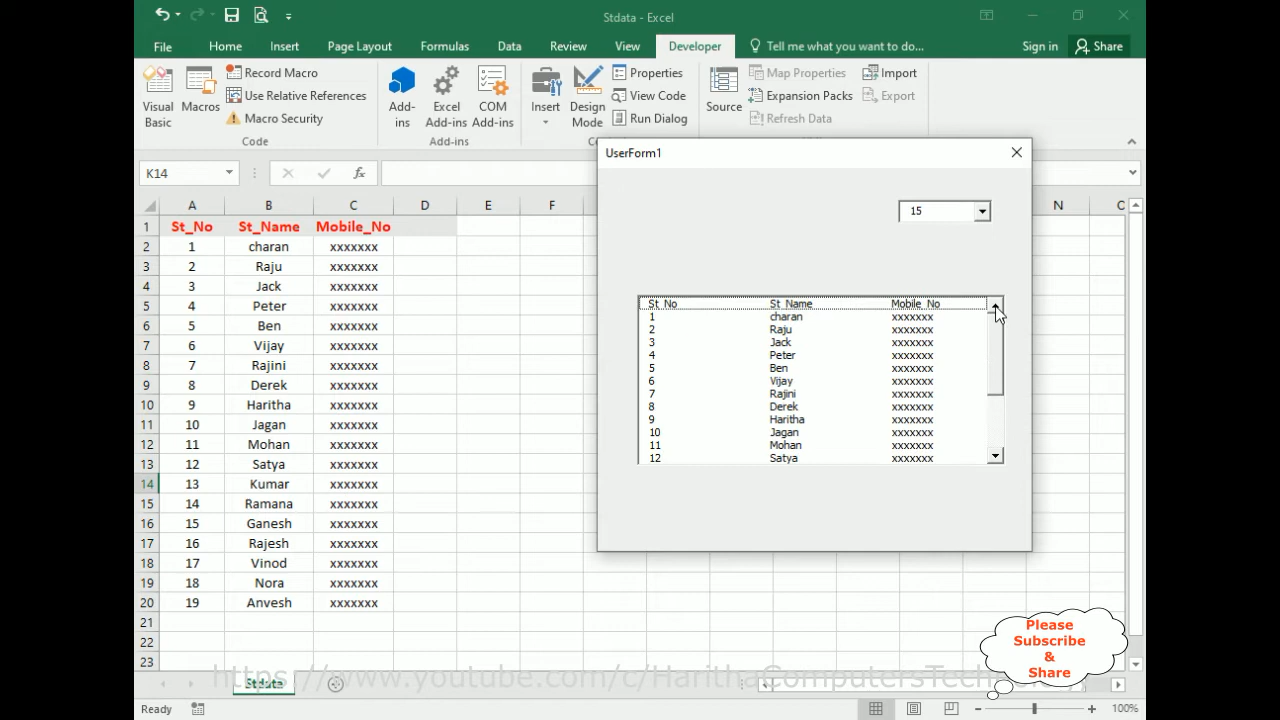 Stdata - Excel
File Home Insert Page Layout Formulas Data Review View Developer Tell me what you want to do... Sign in Share
Visual Basic
Macros
Record Macro
Use Relative References
Macro Security
Code
Add-ins
Excel Add-ins
COM Add-ins
Add-ins
Insert
Design Mode
Properties
View Code
Run Dialog
Source
Map Properties
Expansion Packs
Refresh Data
Import
Export
K14
fx
A B C D E F N
1 St_No St_Name Mobile_No
2 1 charan xxxxxxx
3 2 Raju xxxxxxx
4 3 Jack xxxxxxx
5 4 Peter xxxxxxx
6 5 Ben xxxxxxx
7 6 Vijay xxxxxxx
8 7 Rajini xxxxxxx
9 8 Derek xxxxxxx
10 9 Haritha xxxxxxx
11 10 Jagan xxxxxxx
12 11 Mohan xxxxxxx
13 12 Satya xxxxxxx
14 13 Kumar xxxxxxx
15 14 Ramana xxxxxxx
16 15 Ganesh xxxxxxx
17 16 Rajesh xxxxxxx
18 17 Vinod xxxxxxx
19 18 Nora xxxxxxx
20 19 Anvesh xxxxxxx
21
22
23
UserForm1
15
St_No St_Name Mobile_No
1 charan xxxxxxx
2 Raju xxxxxxx
3 Jack xxxxxxx
4 Peter xxxxxxx
5 Ben xxxxxxx
6 Vijay xxxxxxx
7 Rajini xxxxxxx
8 Derek xxxxxxx
9 Haritha xxxxxxx
10 Jagan xxxxxxx
11 Mohan xxxxxxx
12 Satya xxxxxxx
Please
Subscribe
&
Share
Stdata
Ready
100%